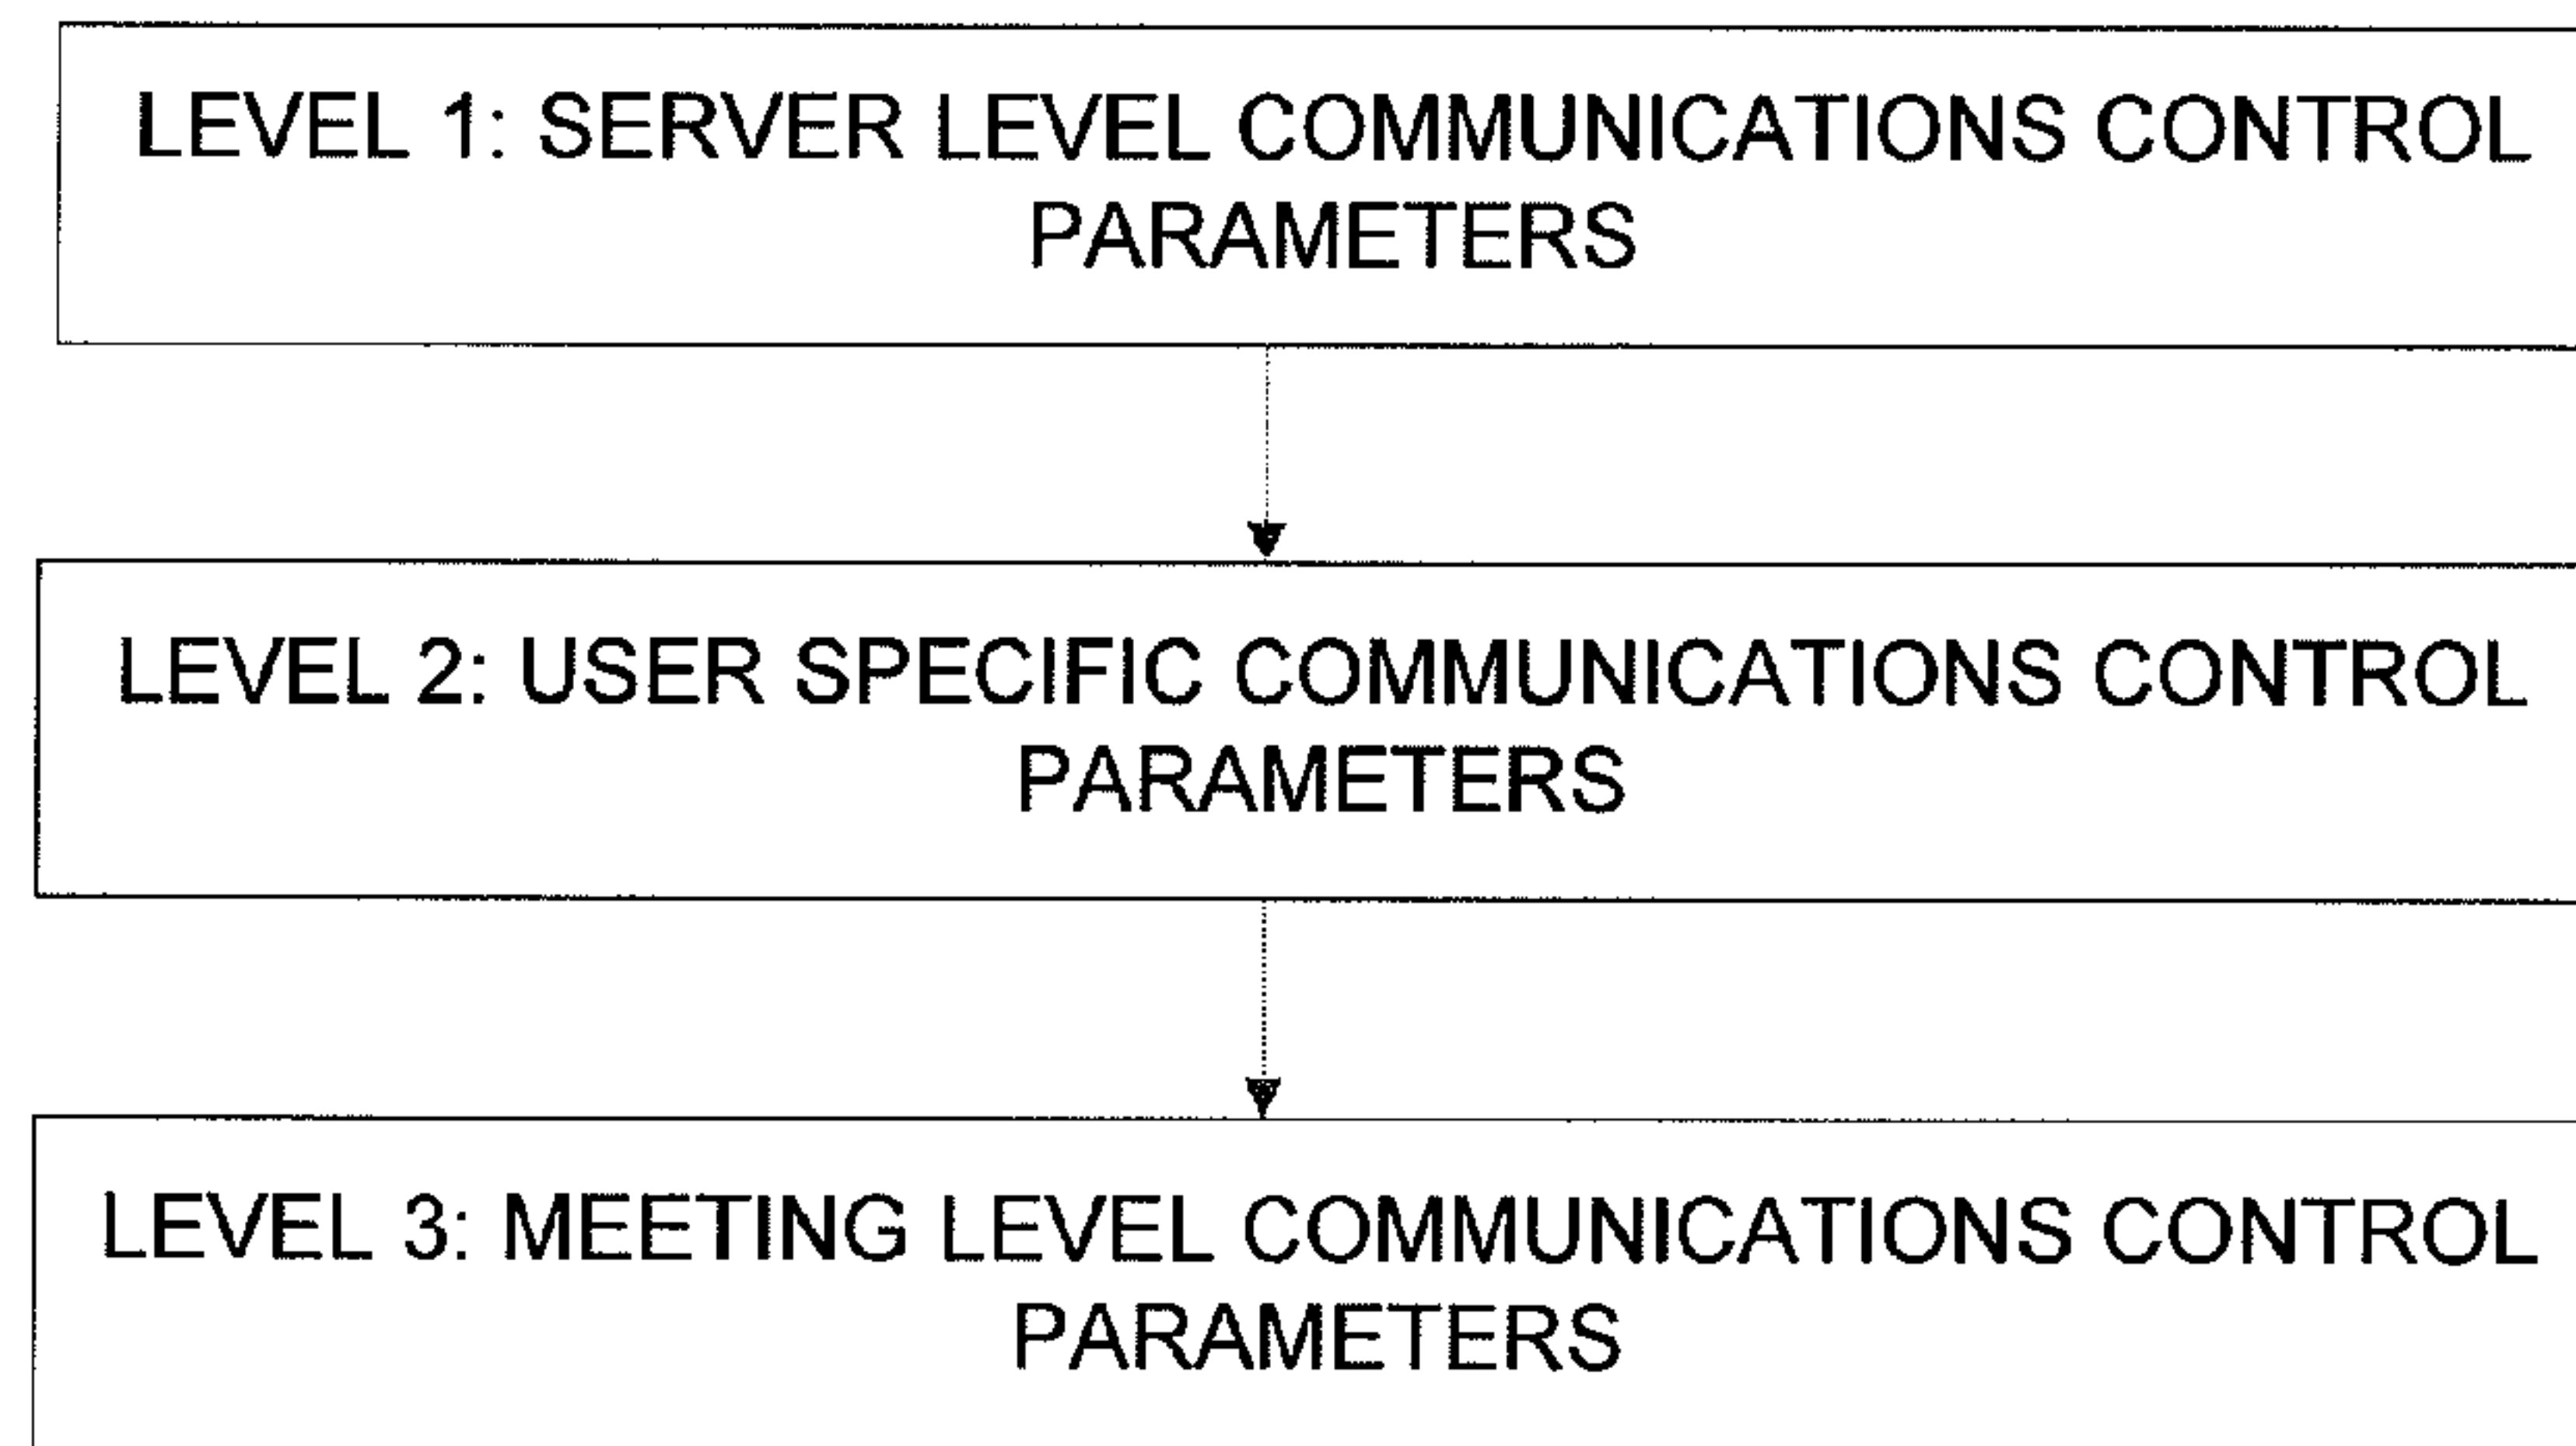 LEVEL 1: SERVER LEVEL COMMUNICATIONS CONTROL
PARAMETERS
LEVEL 2: USER SPECIFIC COMMUNICATIONS CONTROL
PARAMETERS
LEVEL 3: MEETING LEVEL COMMUNICATIONS CONTROL
PARAMETERS